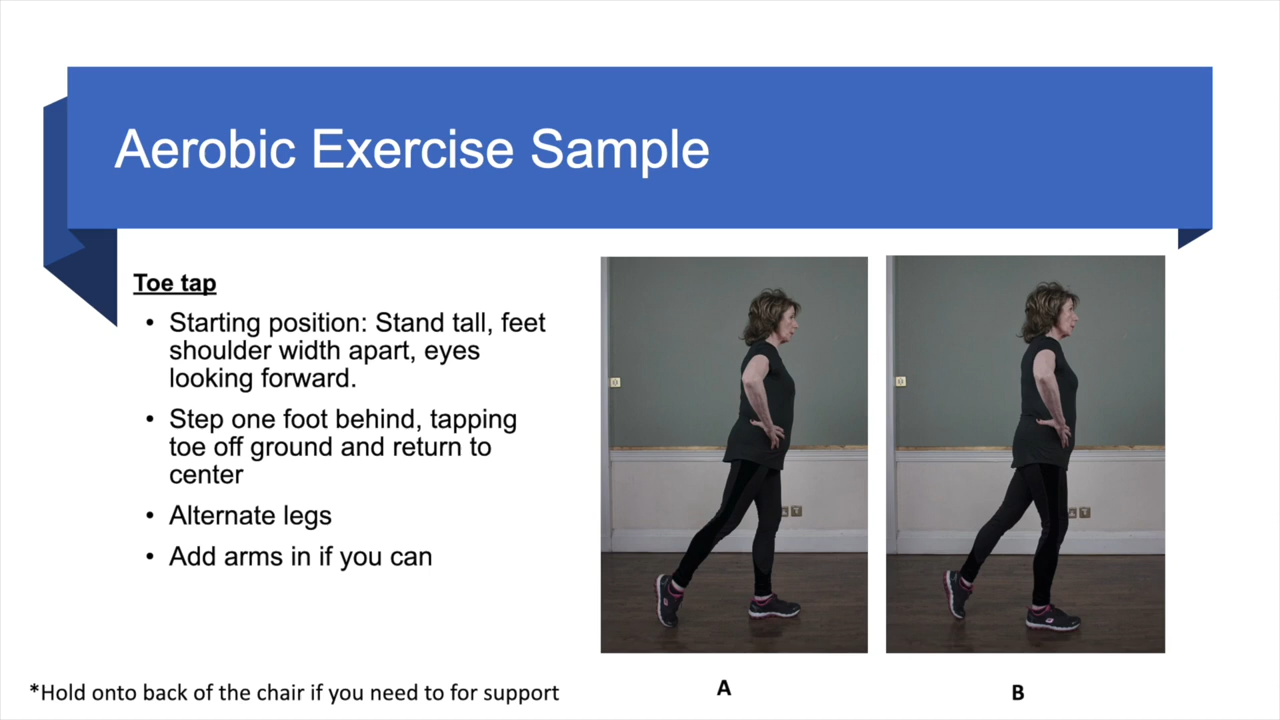 Aerobic Exercise Sample
Toe tap
• Starting position: Stand tall, feet
shoulder width apart, eyes
looking forward.
• Step one foot behind, tapping
toe off ground and return to
center
• Alternate legs
• Add arms in if you can
*Hold onto back of the chair if you need to for support
A
B